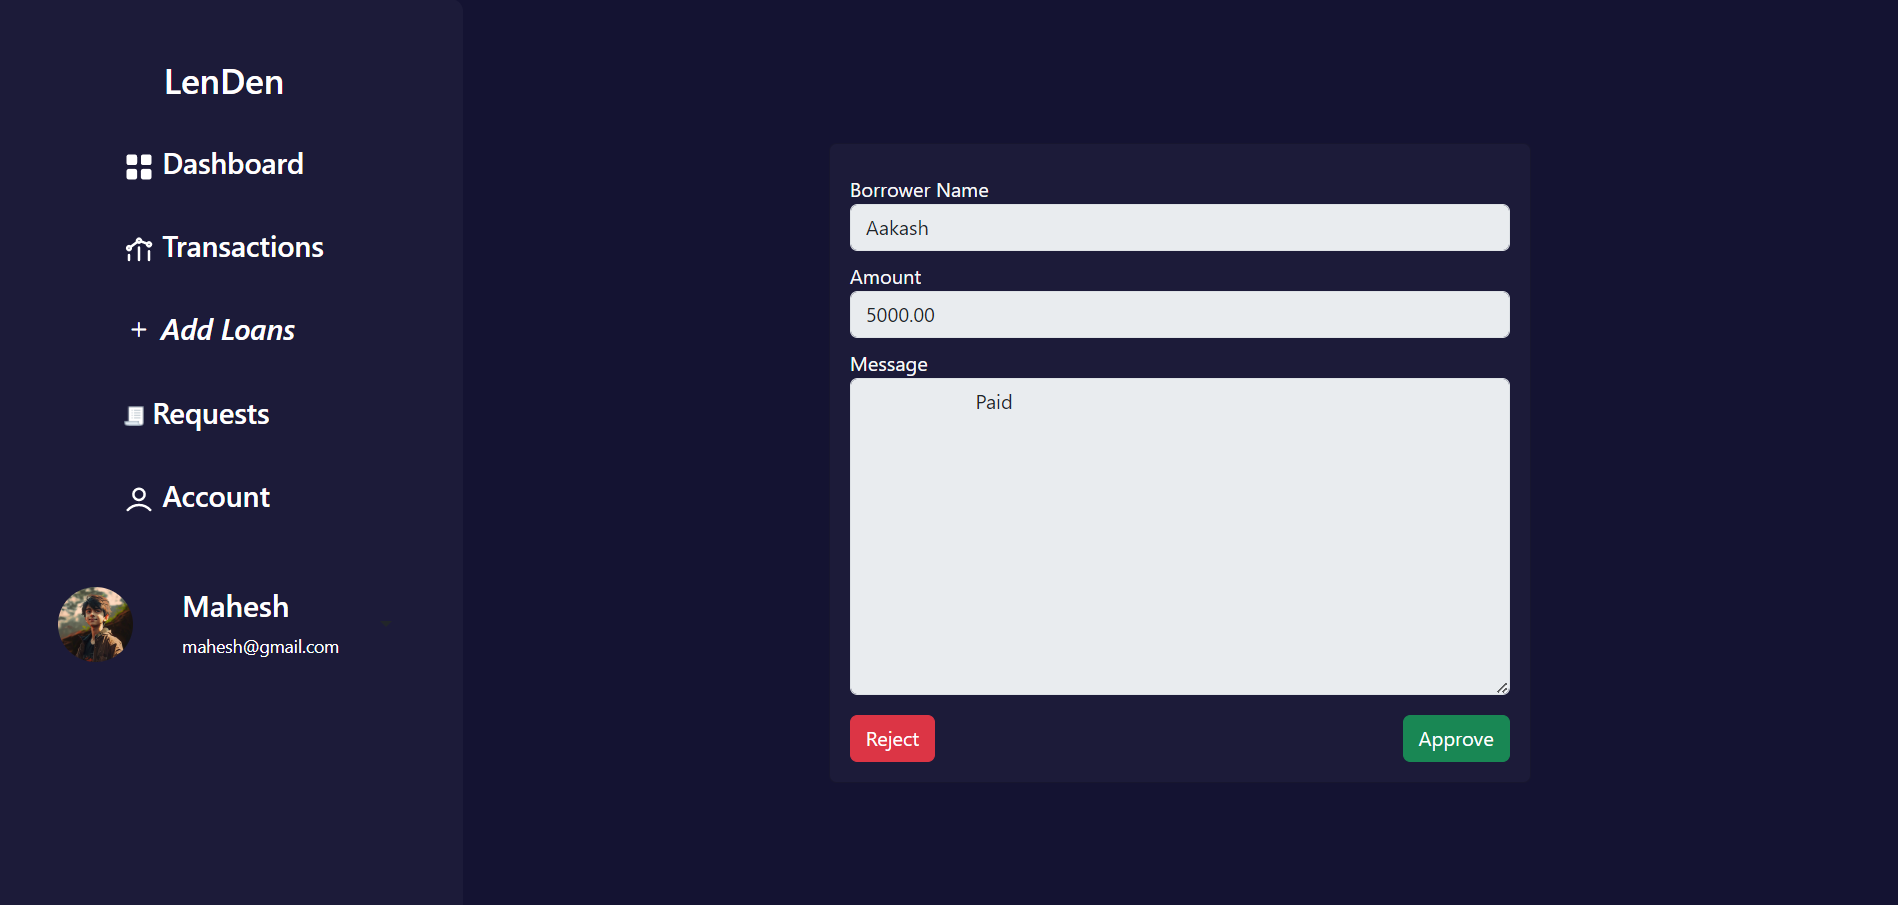 LenDen
Dashboard
Transactions
+ Add Loans
Requests
Account
Mahesh
mahesh@gmail.com
Borrower Name
Aakash
Amount
5000.00
Message
Paid
Reject
Approve